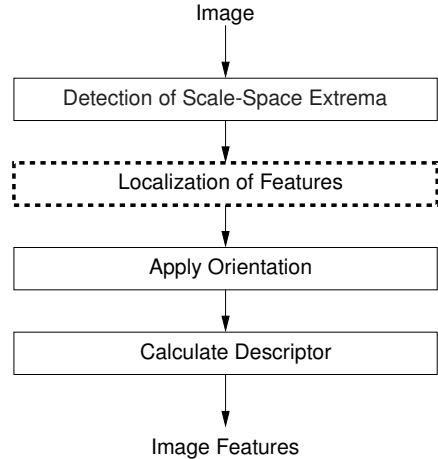 Image
Detection of Scale-Space Extrema
Localization of Features
Apply Orientation
Calculate Descriptor
Image Features